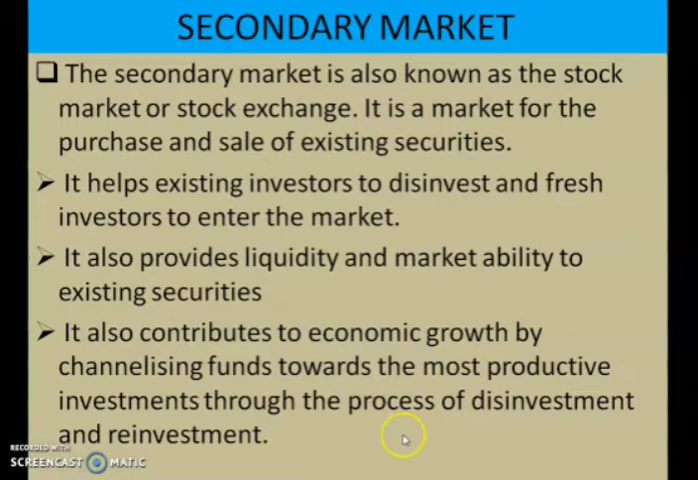 SECONDARY MARKET
❑ The secondary market is also known as the stock
market or stock exchange. It is a market for the
purchase and sale of existing securities.
➤ It helps existing investors to disinvest and fresh
investors to enter the market.
➤ It also provides liquidity and market ability to
existing securities
➤ It also contributes to economic growth by
channelising funds towards the most productive
investments through the process of disinvestment
and reinvestment.
RECORDED WITH
SCREENCAST MATIC